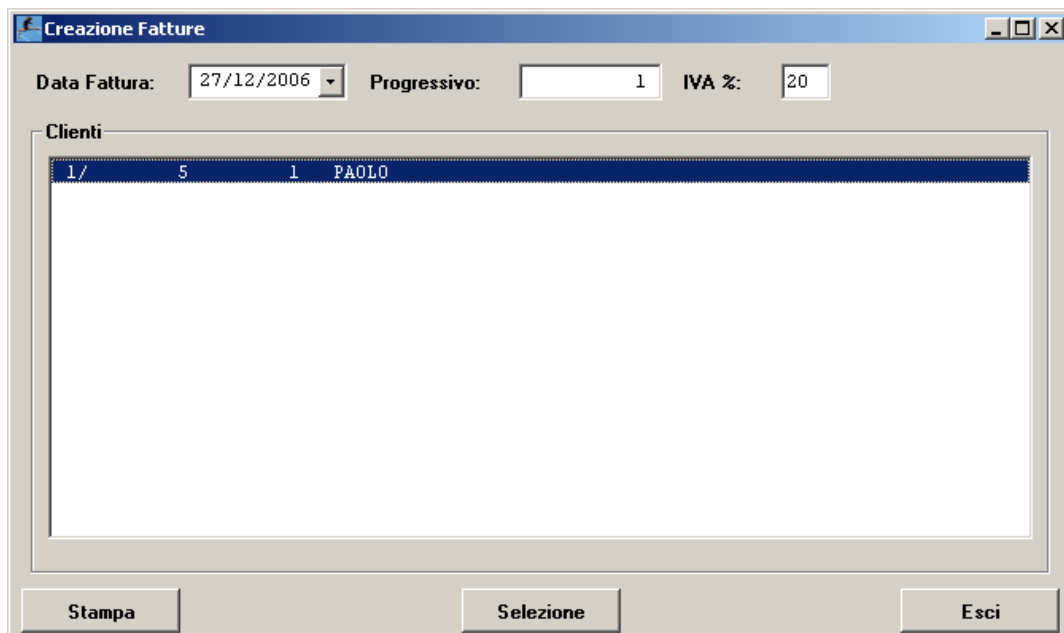 Creazione Fatture
Data Fattura: 27/12/2006 Progressivo: 1 IVA %: 20
Clienti
1/ 5 1 PAOLO
Stampa Selezione Esci